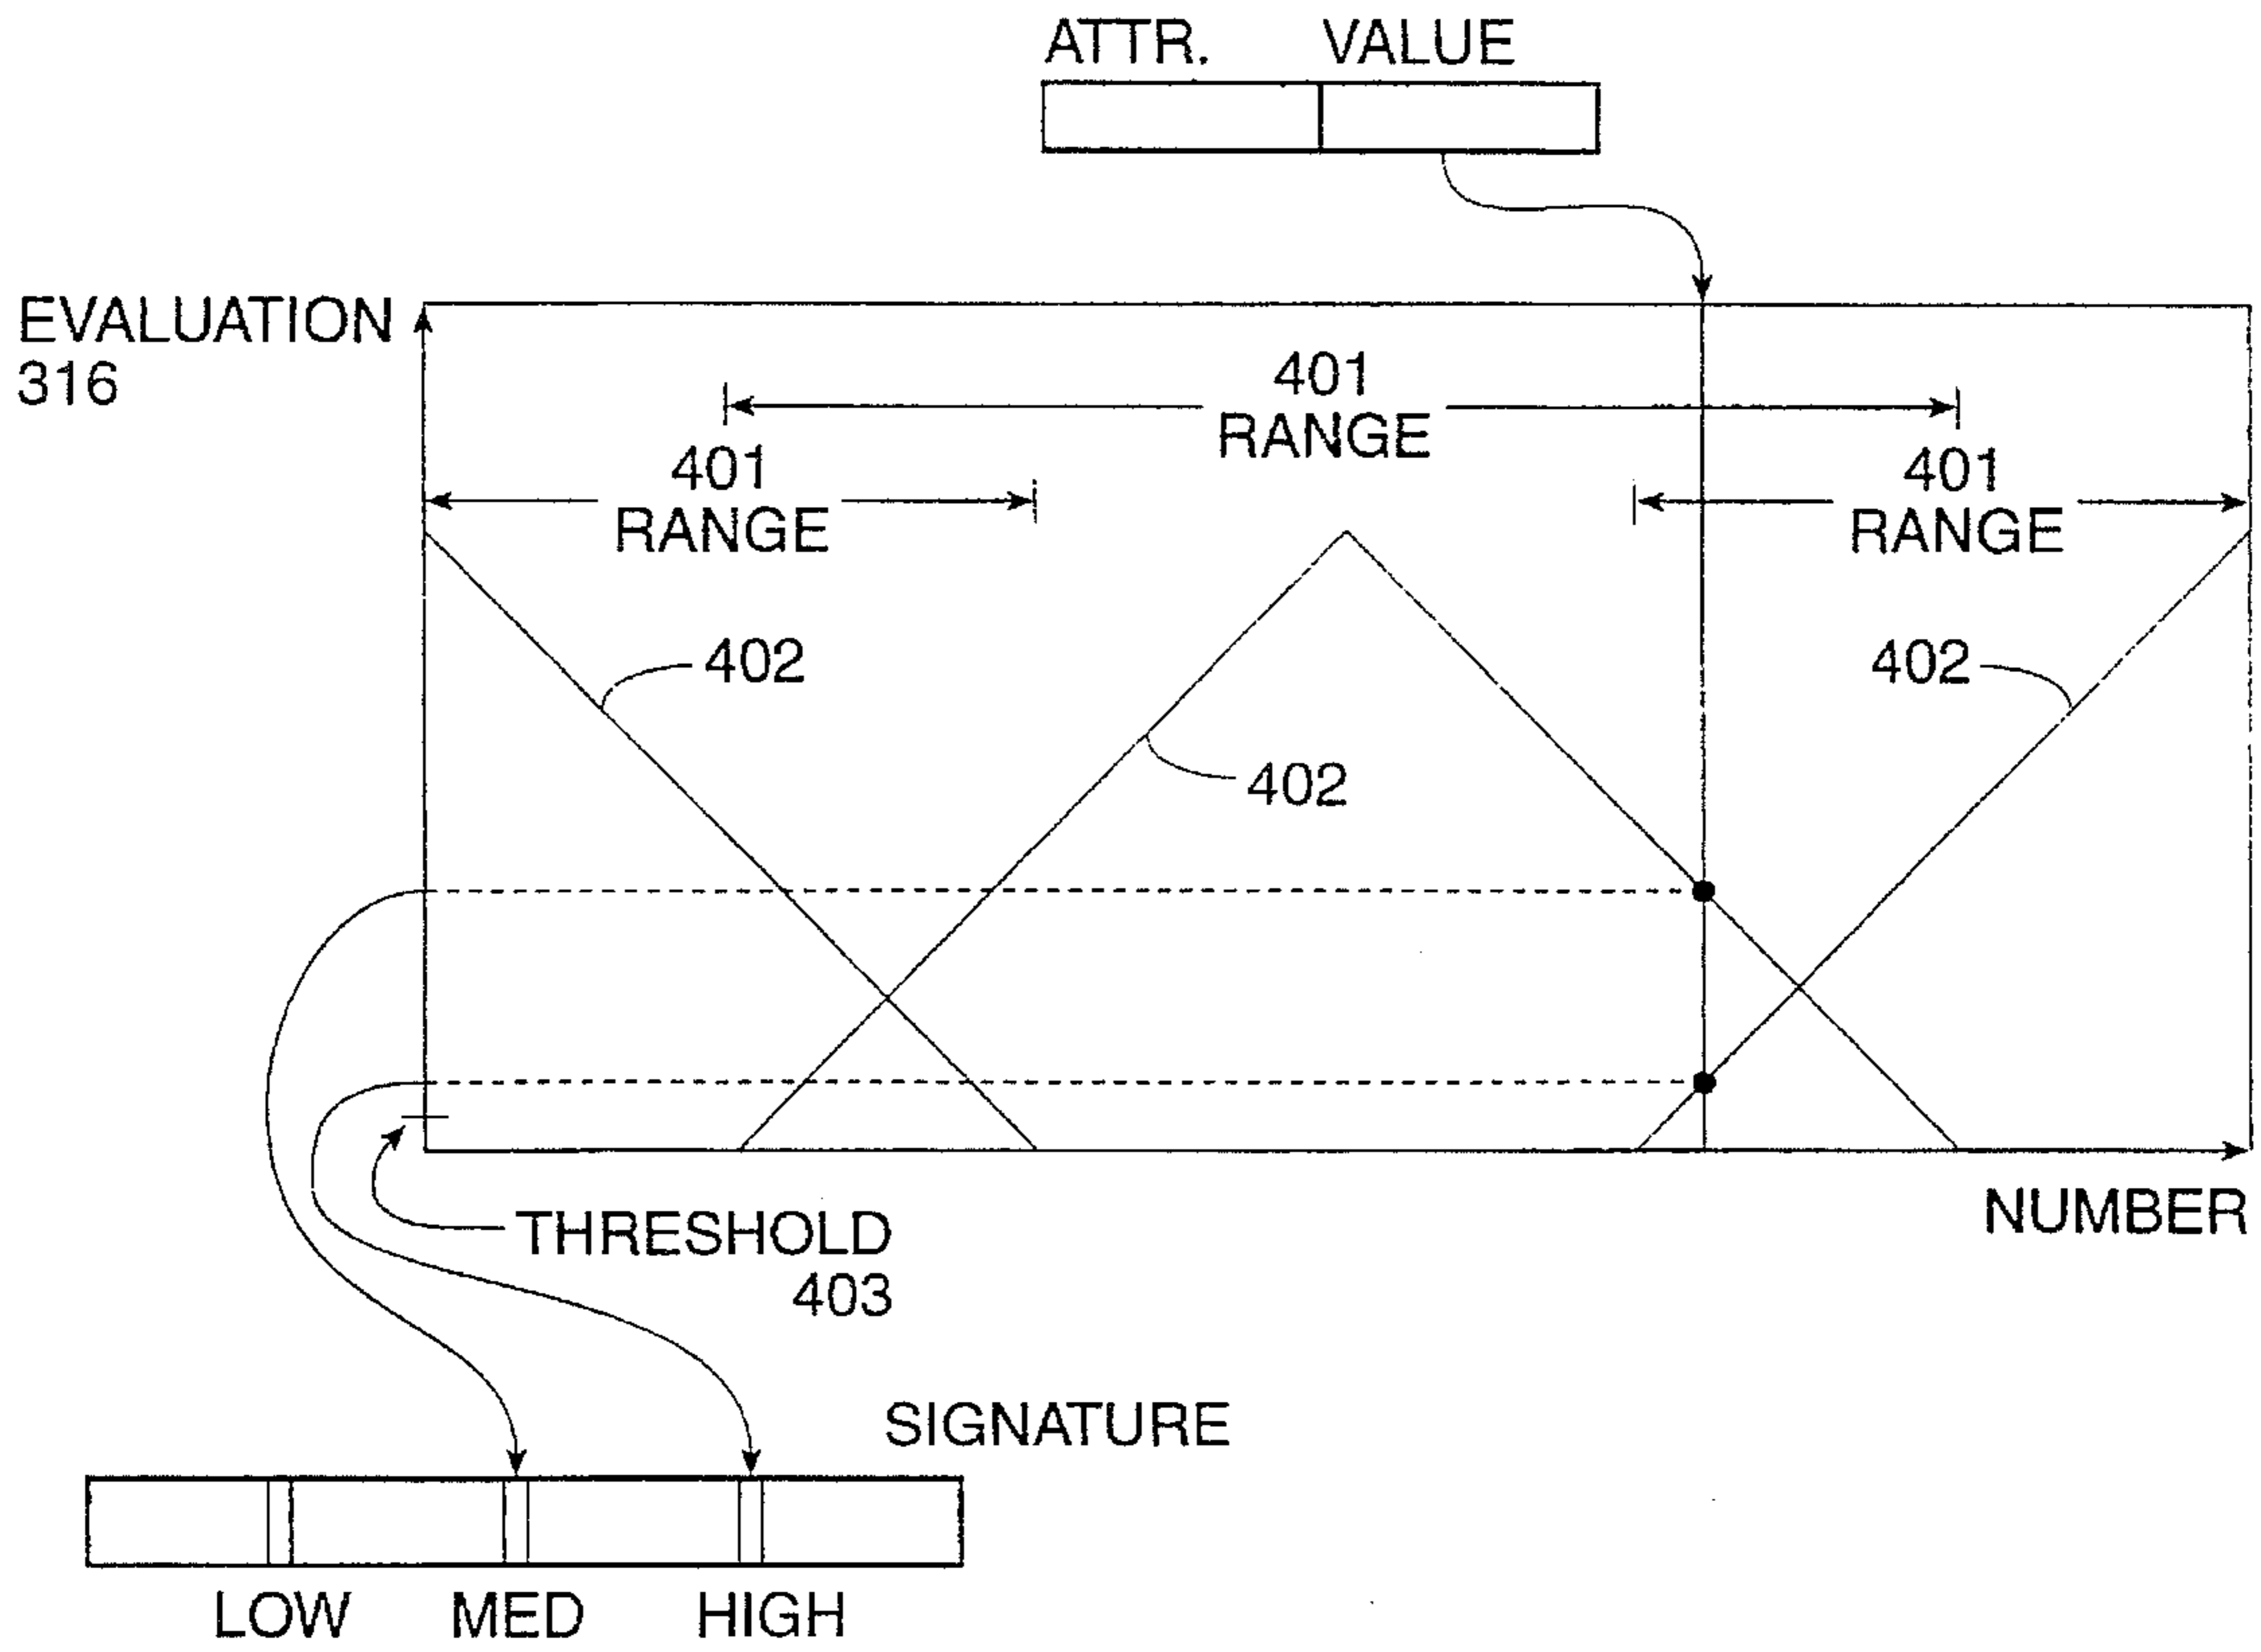 ATTR. VALUE
EVALUATION
316
401
RANGE
401
RANGE
401
RANGE
402
402
402
THRESHOLD
403
NUMBER
SIGNATURE
LOW MED HIGH